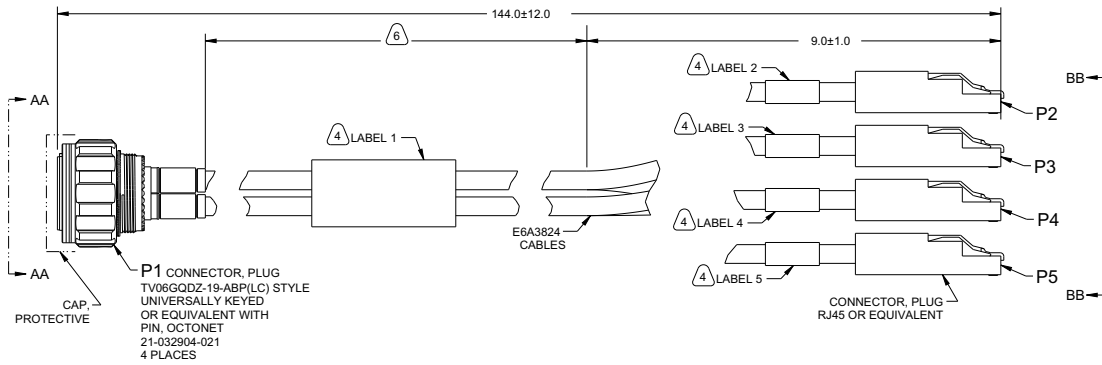 144.0±12.0
6
9.0±1.0
4 LABEL 2
BB
AA
P2
4 LABEL 3
4 LABEL 1
P3
4 LABEL 4
P4
E6A3824
CABLES
4 LABEL 5
P5
AA
P1 CONNECTOR, PLUG
TV06GQDZ-19-ABP(LC) STYLE
UNIVERSALLY KEYED
OR EQUIVALENT WITH
PIN, OCTONET
21-032904-021
4 PLACES
CAP,
PROTECTIVE
CONNECTOR, PLUG
RJ45 OR EQUIVALENT
BB